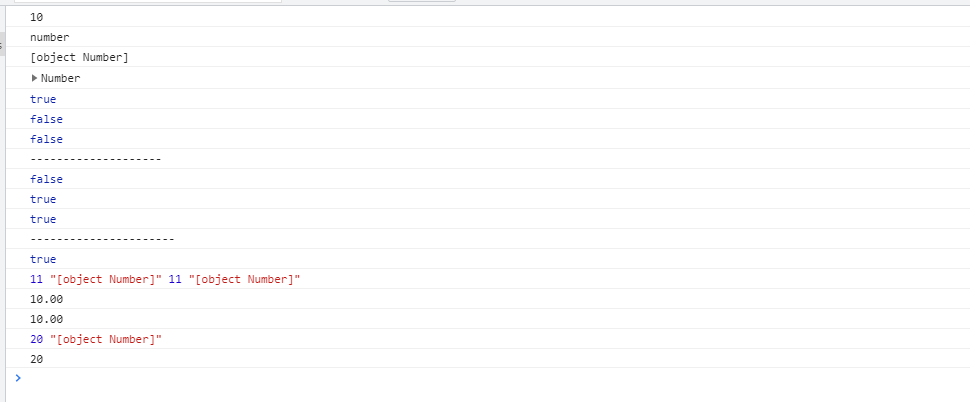 10
number
[object Number]
Number
true
false
false
--------------------
false
true
true
----------------------
true
11 "[object Number]" 11 "[object Number]"
10.00
10.00
20 "[object Number]"
20